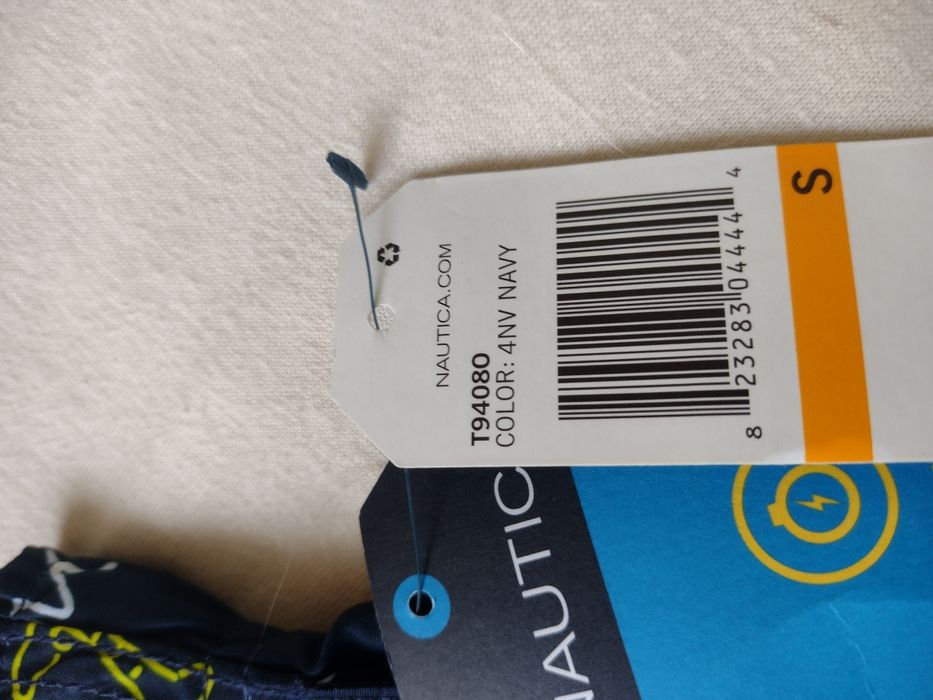 NAUTICA.COM
T94080
COLOR: 4NV NAVY
8 23283 04444 4
S
NAUTIC